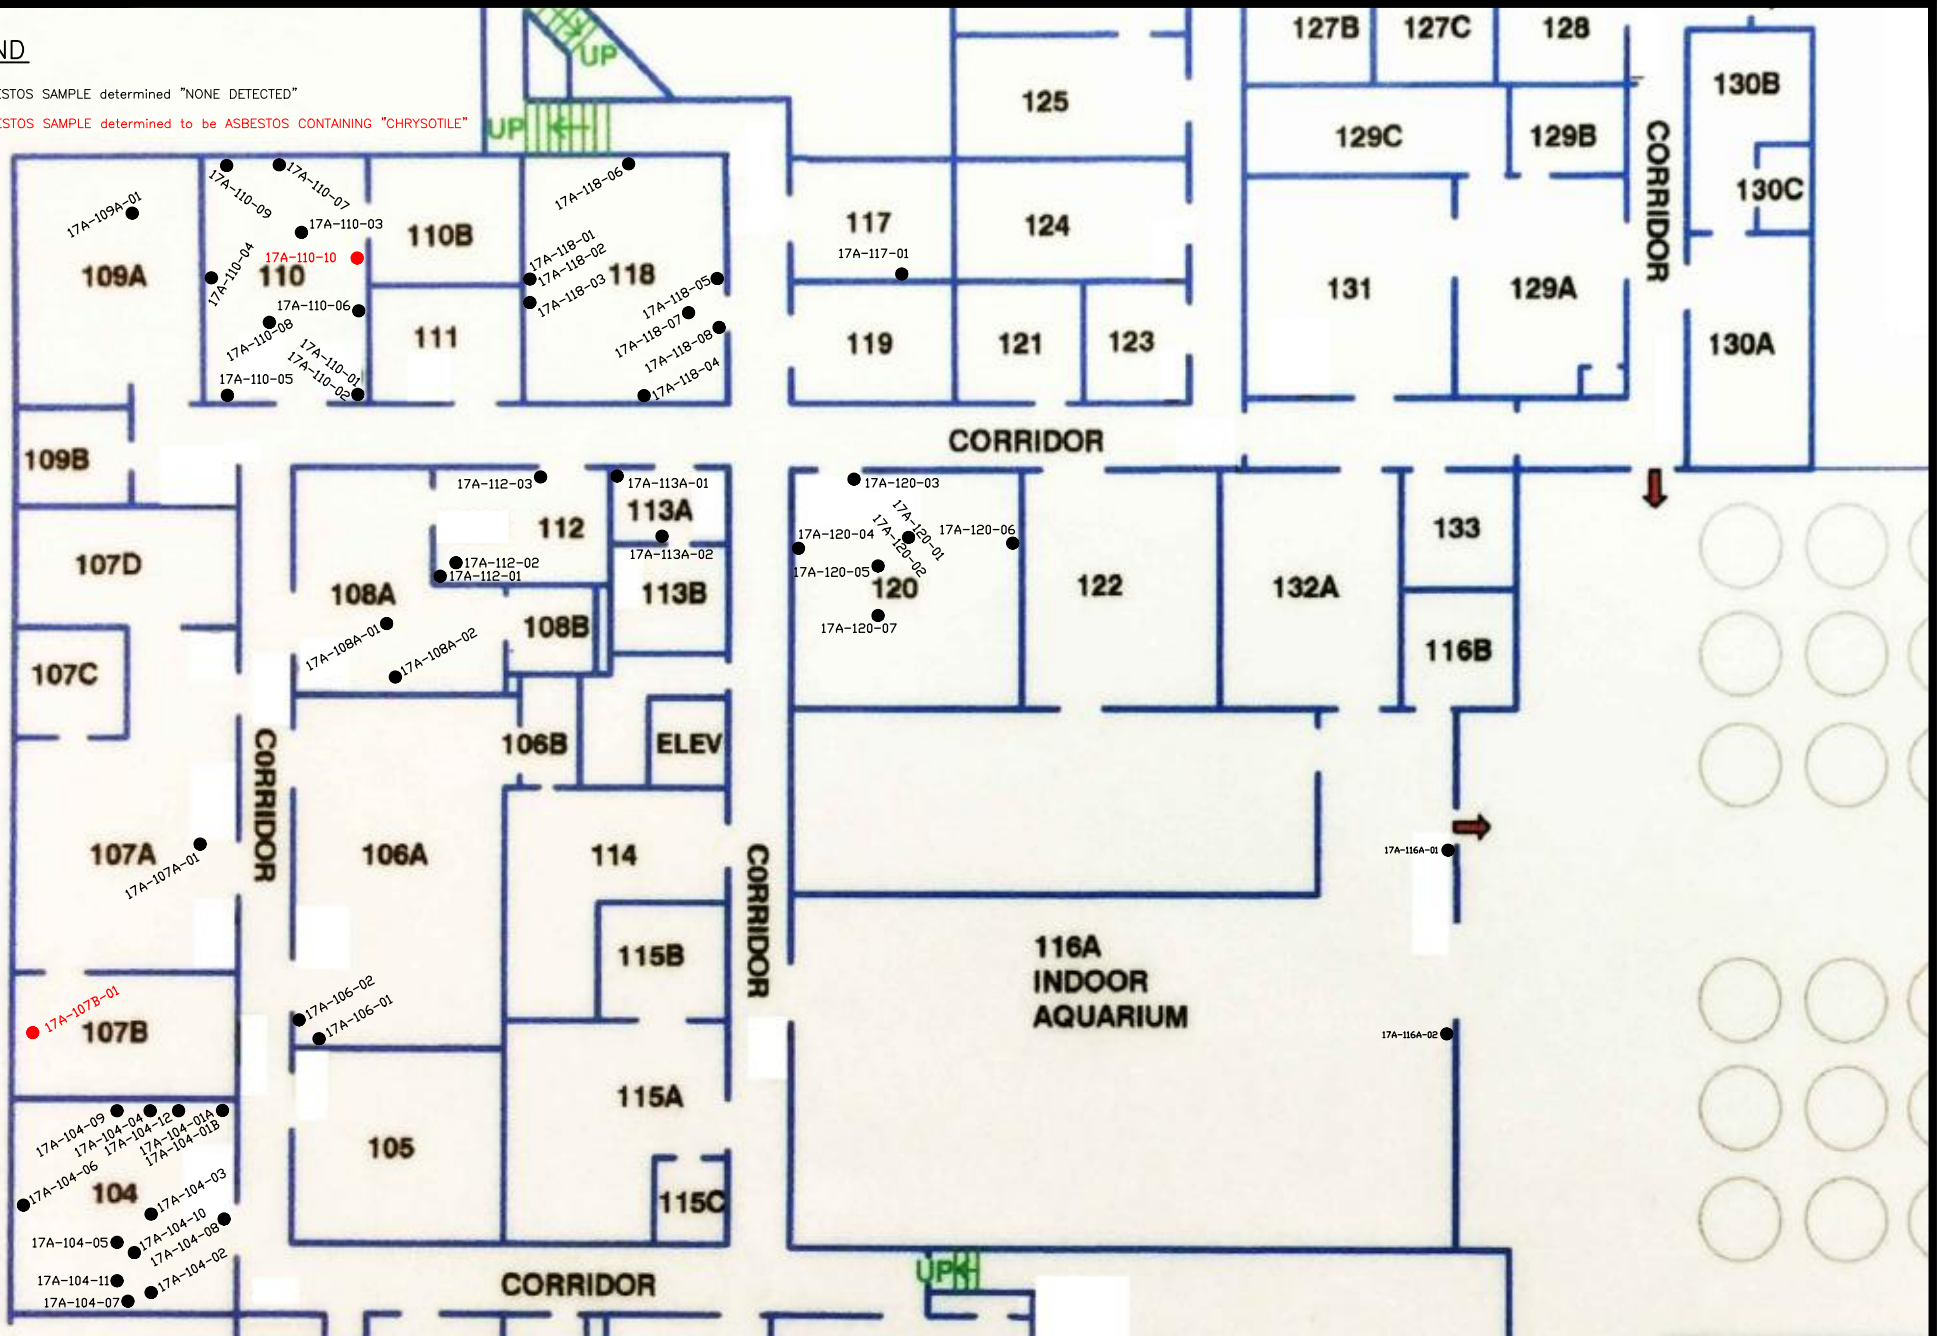 ND
ESTOS SAMPLE determined "NONE DETECTED"
ESTOS SAMPLE determined to be ASBESTOS CONTAINING "CHRYSOTILE"
UP
UP
127B
127C
128
125
129C
129B
130B
130C
CORRIDOR
17A-109A-01
109A
17A-110-09
17A-110-07
17A-110-03
17A-110-10
17A-110-04
110
17A-110-06
17A-110-08
17A-110-01
17A-110-02
17A-110-05
110B
111
17A-118-06
17A-118-01
17A-118-02
17A-118-03
118
17A-118-05
17A-118-07
17A-118-08
17A-118-04
117
17A-117-01
124
119
121
123
131
129A
130A
CORRIDOR
109B
107D
107C
17A-112-03
112
17A-112-02
17A-112-01
17A-113A-01
113A
17A-113A-02
113B
108A
108B
17A-108A-01
17A-108A-02
17A-120-03
17A-120-04
17A-120-01
17A-120-02
17A-120-06
17A-120-05
120
17A-120-07
122
132A
133
116B
106B
ELEV
CORRIDOR
107A
17A-107A-01
106A
114
CORRIDOR
17A-116A-01
115B
116A
INDOOR
AQUARIUM
17A-116A-02
17A-107B-01
107B
17A-106-02
17A-106-01
17A-104-09
17A-104-04
17A-104-12
17A-104-01A
17A-104-01B
17A-104-06
104
17A-104-03
17A-104-10
17A-104-05
17A-104-08
17A-104-11
17A-104-02
17A-104-07
105
115A
115C
CORRIDOR
UP